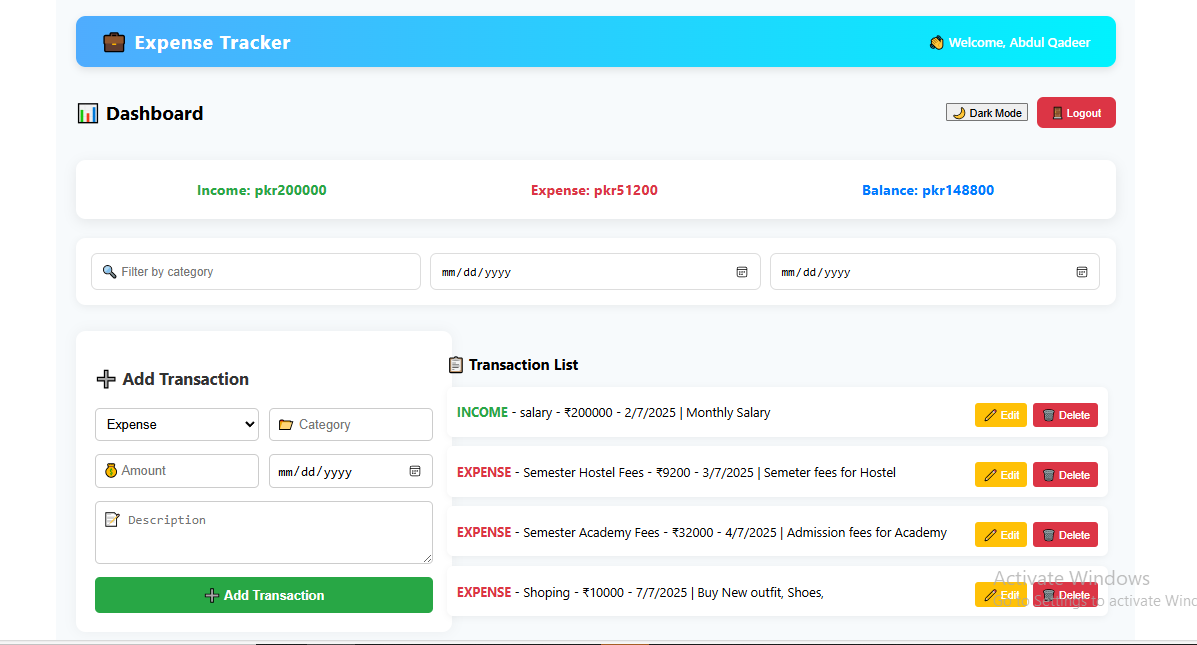 Expense Tracker
Welcome, Abdul Qadeer
Dashboard
Dark Mode
Logout
Income: pkr200000
Expense: pkr51200
Balance: pkr148800
Filter by category
mm/dd/yyyy
mm/dd/yyyy
Add Transaction
Expense
Category
Amount
mm/dd/yyyy
Description
Add Transaction
Transaction List
INCOME - salary - ₹200000 - 2/7/2025 | Monthly Salary
Edit
Delete
EXPENSE - Semester Hostel Fees - ₹9200 - 3/7/2025 | Semeter fees for Hostel
Edit
Delete
EXPENSE - Semester Academy Fees - ₹32000 - 4/7/2025 | Admission fees for Academy
Edit
Delete
EXPENSE - Shoping - ₹10000 - 7/7/2025 | Buy New outfit, Shoes,
Edit
Delete
Activate Windows
Go to Settings to activate Wind